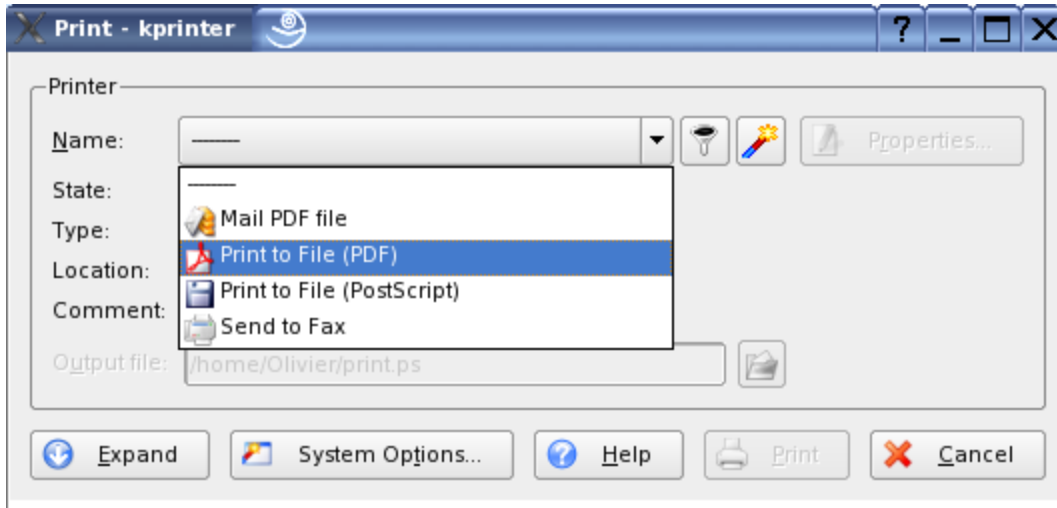 Print - kprinter
Printer
Name:
Properties...
State:
Mail PDF file
Type:
Print to File (PDF)
Location:
Print to File (PostScript)
Comment:
Send to Fax
Output file: /home/Olivier/print.ps
Expand System Options... Help Print Cancel